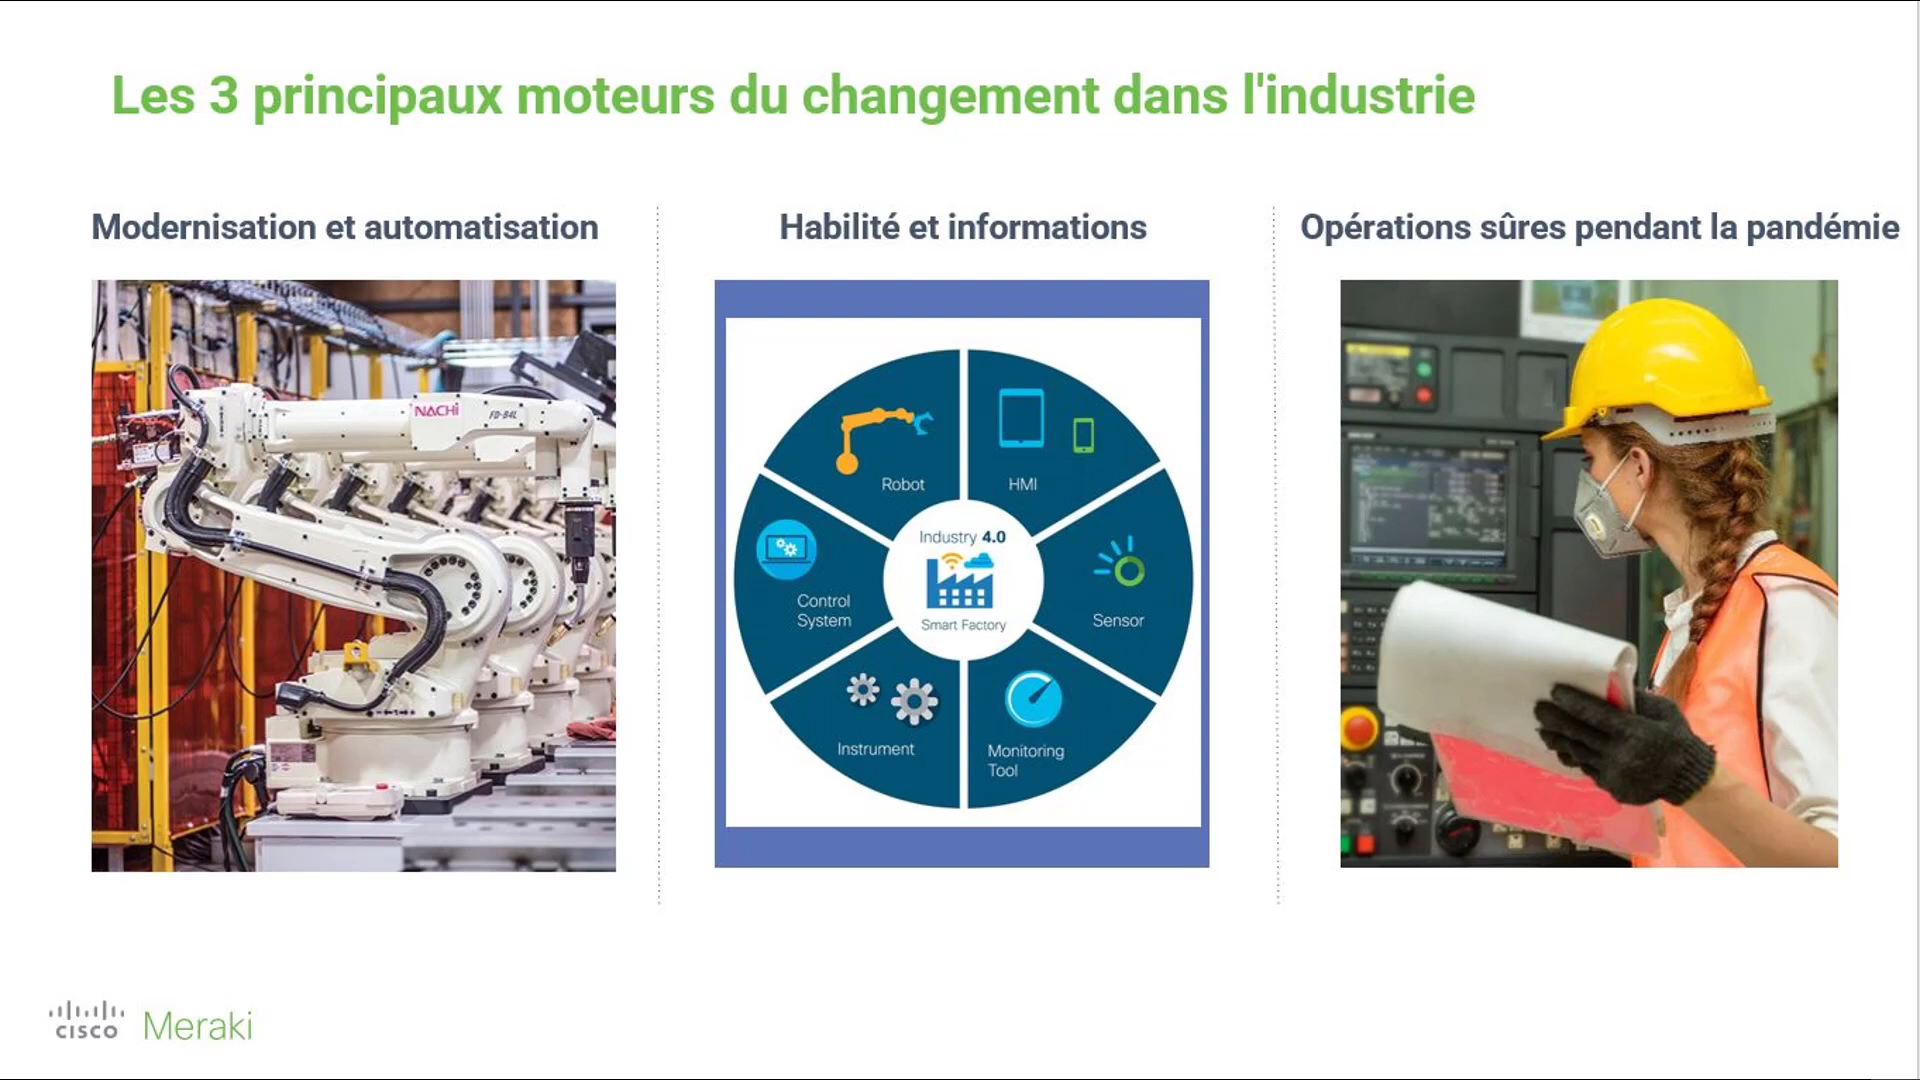 Les 3 principaux moteurs du changement dans l'industrie
Modernisation et automatisation
NACHi
FD-B4L
Habilité et informations
Robot
HMI
Industry 4.0
Smart Factory
Control
System
Sensor
Instrument
Monitoring
Tool
Opérations sûres pendant la pandémie
CISCO Meraki